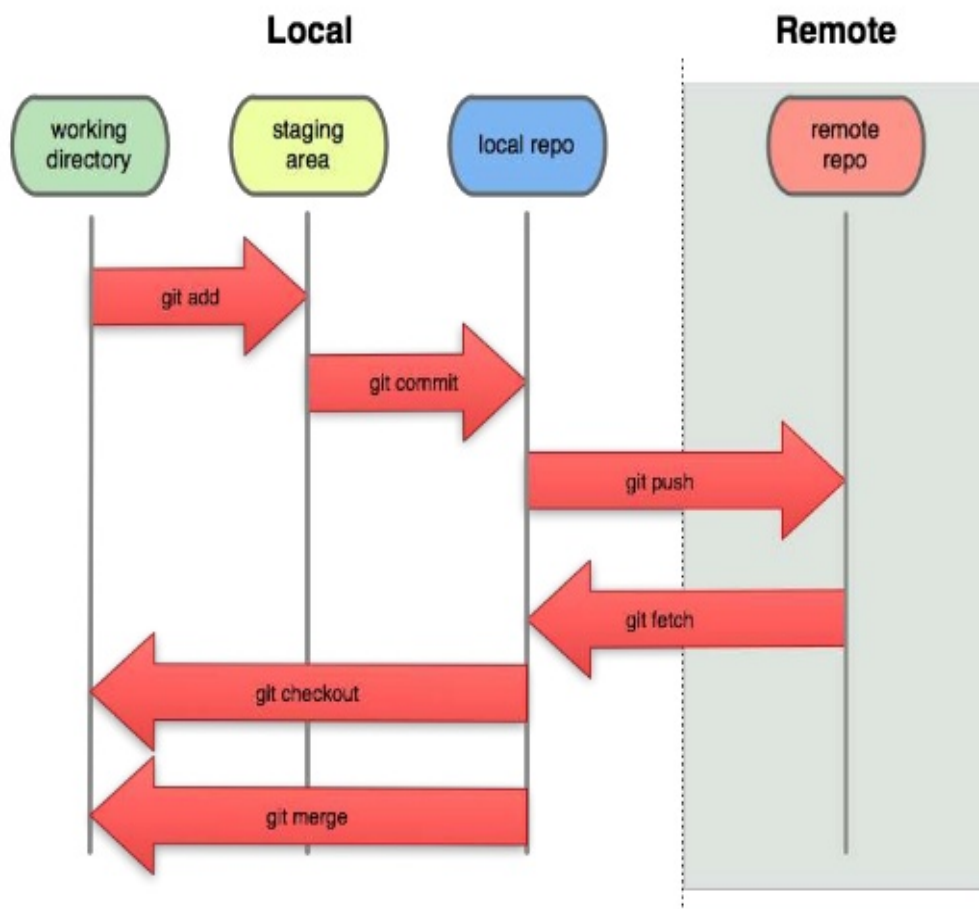 Local
Remote
working
directory
staging
area
local repo
remote
repo
git add
git commit
git push
git fetch
git checkout
git merge